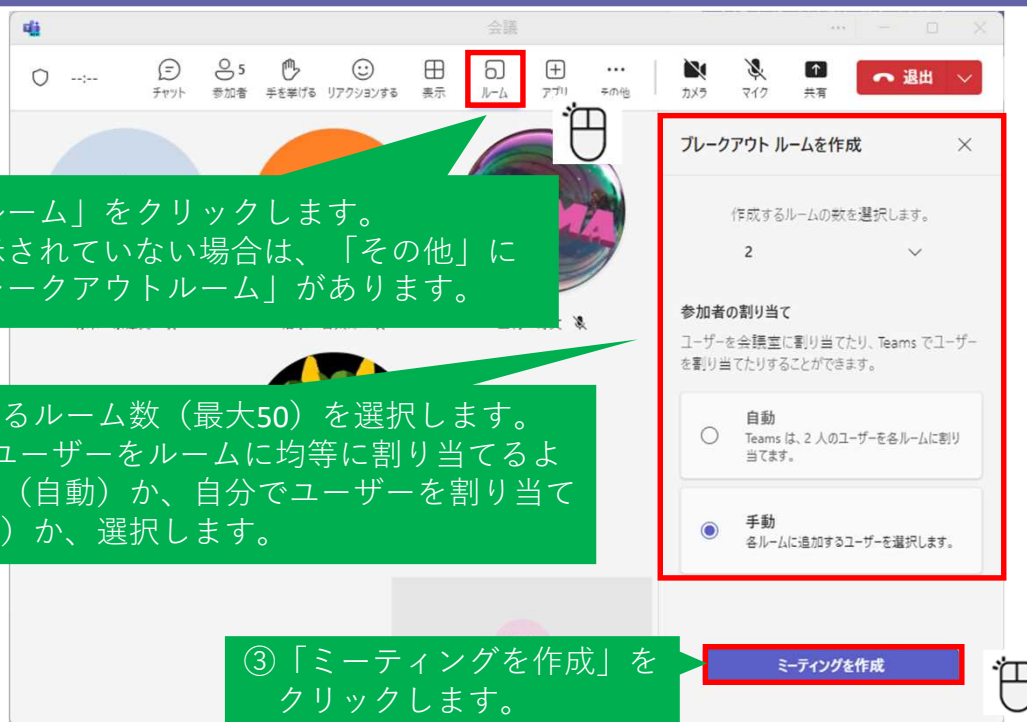 会議
--:--
チャット
5
参加者
手を挙げる
リアクションする
表示
ルーム
アプリ
その他
カメラ
マイク
共有
退出
ブレークアウト ルームを作成
作成するルームの数を選択します。
2
参加者の割り当て
ユーザーを会議室に割り当てたり、Teams でユーザー
を割り当てたりすることができます。
自動
Teams は、2 人のユーザーを各ルームに割り
当てます。
手動
各ルームに追加するユーザーを選択します。
ミーティングを作成
ルーム」をクリックします。
示されていない場合は、「その他」に
レークアウトルーム」があります。
MA
るルーム数（最大50）を選択します。
ユーザーをルームに均等に割り当てるよ
（自動）か、自分でユーザーを割り当て
）か、選択します。
③「ミーティングを作成」を
クリックします。